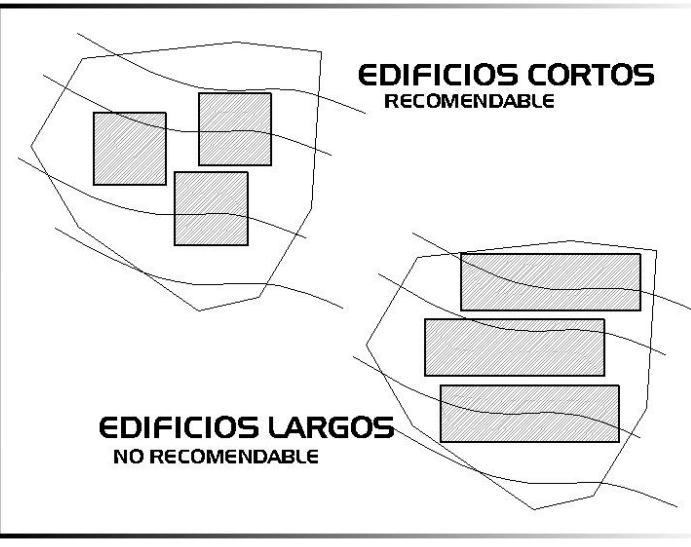 EDIFICIOS CORTOS
RECOMENDABLE
EDIFICIOS LARGOS
NO RECOMENDABLE